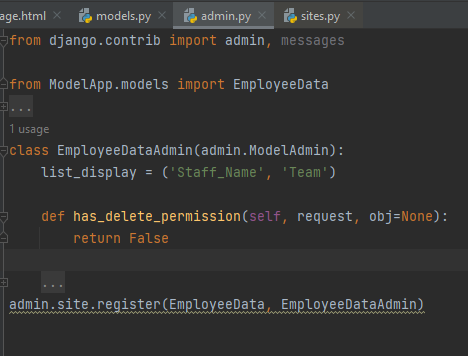 age.html models.py admin.py sites.py
from django.contrib import admin, messages
from ModelApp.models import EmployeeData
...
1 usage
class EmployeeDataAdmin(admin.ModelAdmin):
    list_display = ('Staff_Name', 'Team')
    def has_delete_permission(self, request, obj=None):
        return False
    ...
admin.site.register(EmployeeData, EmployeeDataAdmin)